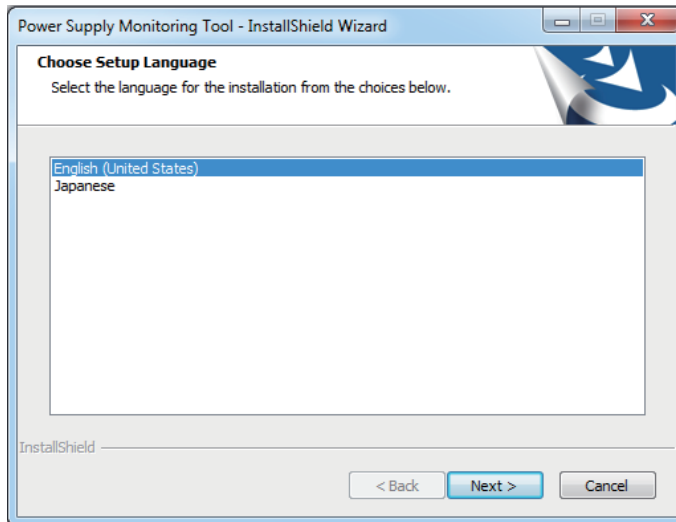 Power Supply Monitoring Tool - InstallShield Wizard
Choose Setup Language
Select the language for the installation from the choices below.
English (United States)
Japanese
InstallShield
< Back
Next >
Cancel